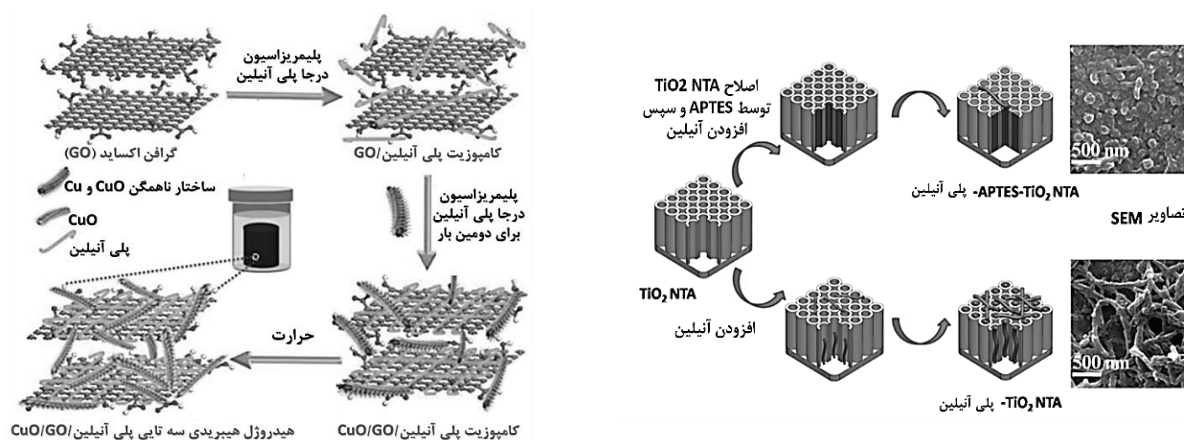 پلیمریزاسیون
درجا پلی آنیلین
گرافن اکساید (GO)
کامپوزیت پلی آنیلین/GO
ساختار ناهمگن CuO و Cu
CuO
پلی آنیلین
پلیمریزاسیون
درجا پلی آنیلین
برای دومین بار
حرارت
هیدروژل هیبریدی سه تایی پلی آنیلین/CuO/GO
کامپوزیت پلی آنیلین/CuO/GO
اصلاح TiO2 NTA
توسط APTES و سپس
افزودن آنیلین
500 nm
پلی آنیلین -APTES-TiO₂ NTA
تصاویر SEM
TiO₂ NTA
افزودن آنیلین
500 nm
پلی آنیلین -TiO₂ NTA